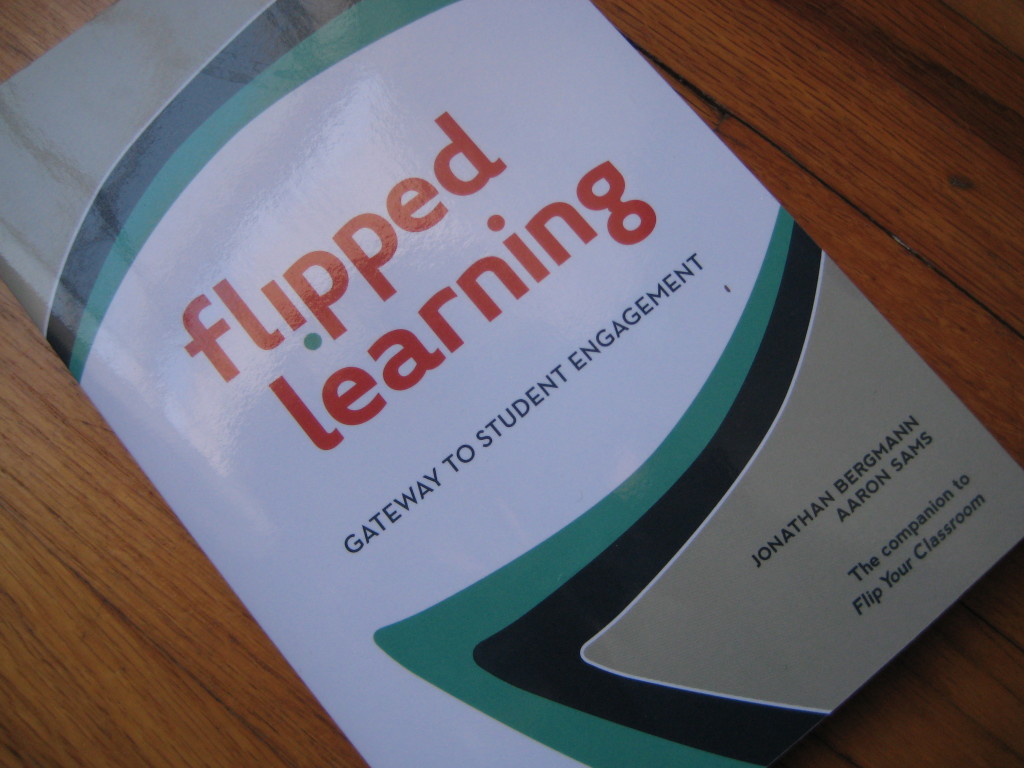 flipped
learning
GATEWAY TO STUDENT ENGAGEMENT
JONATHAN BERGMANN
AARON SAMS
The companion to
Flip Your Classroom